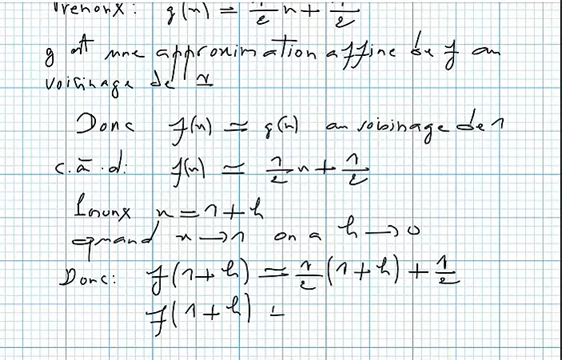 Prenons: g(x) = 1/2 x + 1/2
g est une approximation affine de f au
voisinage de 1
Donc f(x) ≃ g(x) au voisinage de 1
c.à.d: f(x) ≃ 1/2 x + 1/2
x = 1 + h
quand x → 1 on a h → 0
Donc: f(1+h) ≃ 1/2 (1+h) + 1/2
f(1+h)